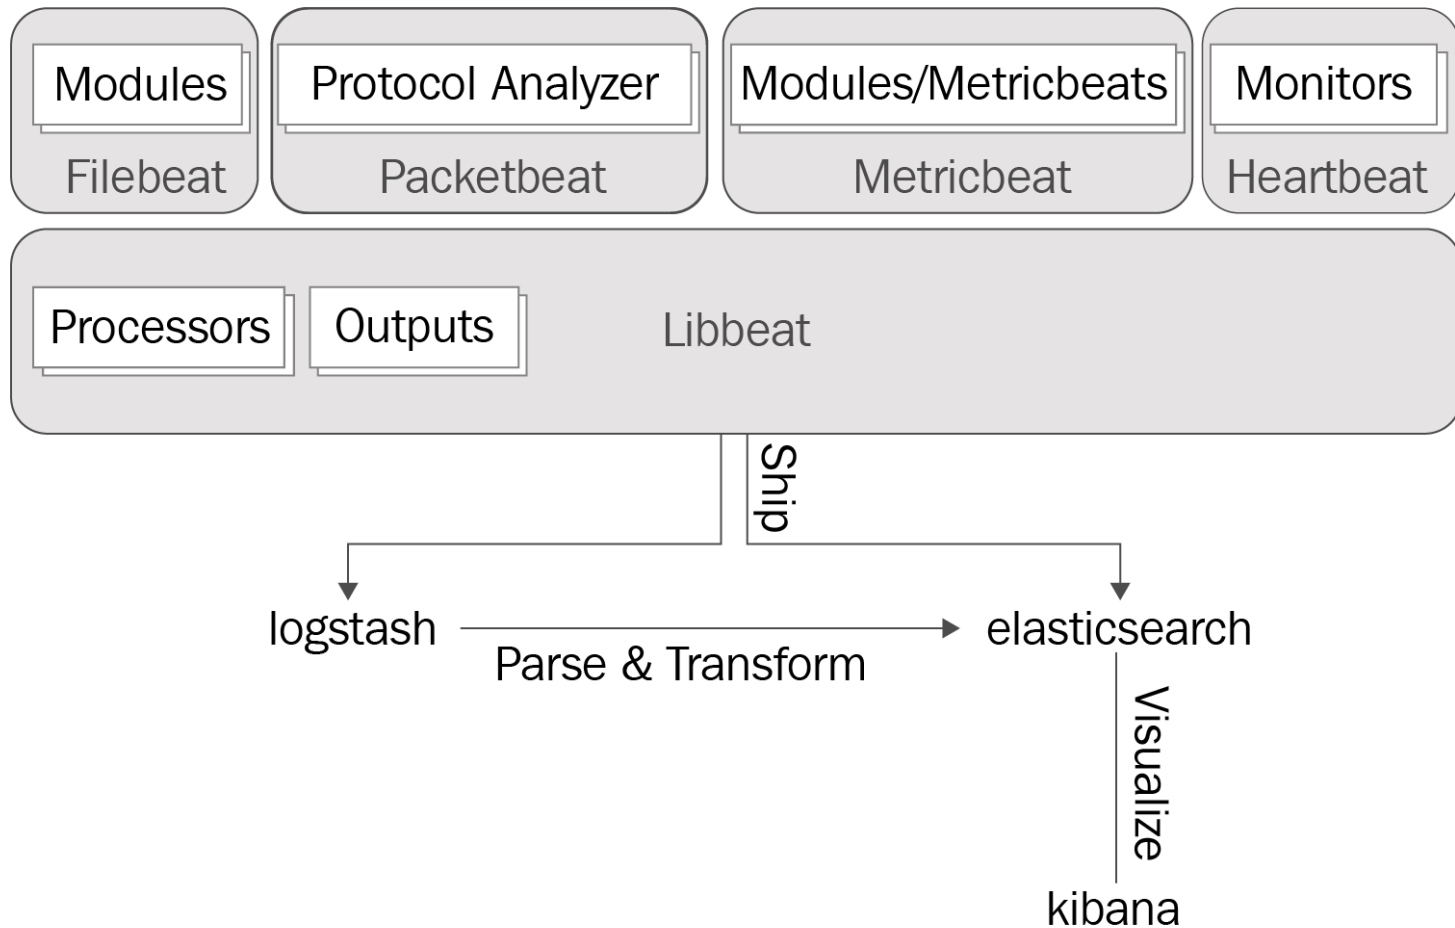 Modules
Filebeat
Protocol Analyzer
Packetbeat
Modules/Metricbeats
Metricbeat
Monitors
Heartbeat
Processors
Outputs
Libbeat
Ship
logstash
Parse & Transform
elasticsearch
Visualize
kibana